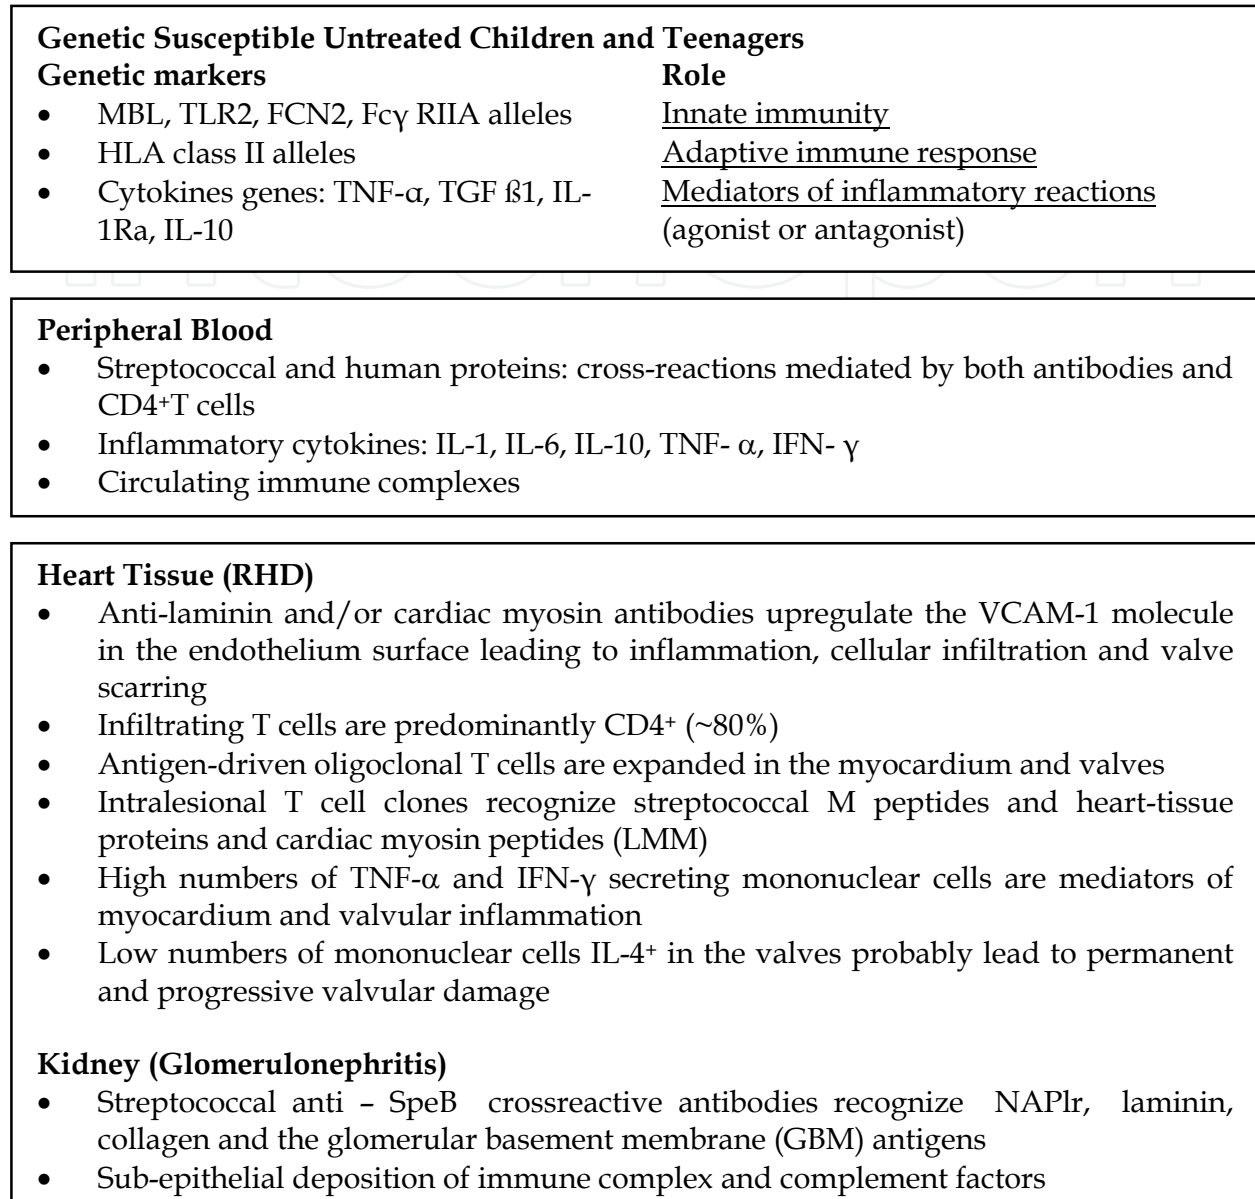 Genetic Susceptible Untreated Children and Teenagers
Genetic markers Role
• MBL, TLR2, FCN2, Fcγ RIIA alleles Innate immunity
• HLA class II alleles Adaptive immune response
• Cytokines genes: TNF-α, TGF ß1, IL- Mediators of inflammatory reactions
1Ra, IL-10 (agonist or antagonist)
Peripheral Blood
• Streptococcal and human proteins: cross-reactions mediated by both antibodies and
CD4⁺T cells
• Inflammatory cytokines: IL-1, IL-6, IL-10, TNF- α, IFN- γ
• Circulating immune complexes
Heart Tissue (RHD)
• Anti-laminin and/or cardiac myosin antibodies upregulate the VCAM-1 molecule
in the endothelium surface leading to inflammation, cellular infiltration and valve
scarring
• Infiltrating T cells are predominantly CD4⁺ (~80%)
• Antigen-driven oligoclonal T cells are expanded in the myocardium and valves
• Intralesional T cell clones recognize streptococcal M peptides and heart-tissue
proteins and cardiac myosin peptides (LMM)
• High numbers of TNF-α and IFN-γ secreting mononuclear cells are mediators of
myocardium and valvular inflammation
• Low numbers of mononuclear cells IL-4⁺ in the valves probably lead to permanent
and progressive valvular damage
Kidney (Glomerulonephritis)
• Streptococcal anti – SpeB crossreactive antibodies recognize NAPlr, laminin,
collagen and the glomerular basement membrane (GBM) antigens
• Sub-epithelial deposition of immune complex and complement factors